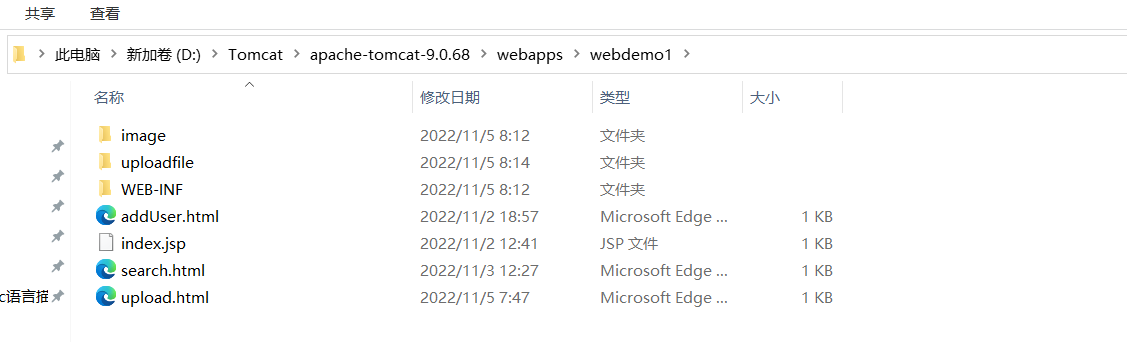 共享 查看
此电脑 新加卷 (D:) Tomcat apache-tomcat-9.0.68 webapps webdemo1
名称 修改日期 类型 大小
image 2022/11/5 8:12 文件夹
uploadfile 2022/11/5 8:14 文件夹
WEB-INF 2022/11/5 8:12 文件夹
addUser.html 2022/11/2 18:57 Microsoft Edge ... 1 KB
index.jsp 2022/11/2 12:41 JSP 文件 1 KB
search.html 2022/11/3 12:27 Microsoft Edge ... 1 KB
c语言描 upload.html 2022/11/5 7:47 Microsoft Edge ... 1 KB